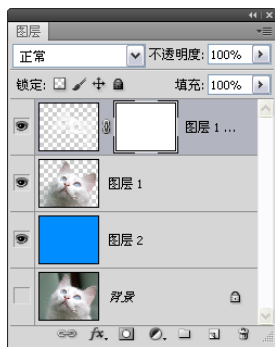 图层
正常 不透明度: 100%
锁定: 填充: 100%
图层 1 ...
图层 1
图层 2
背景
fx.